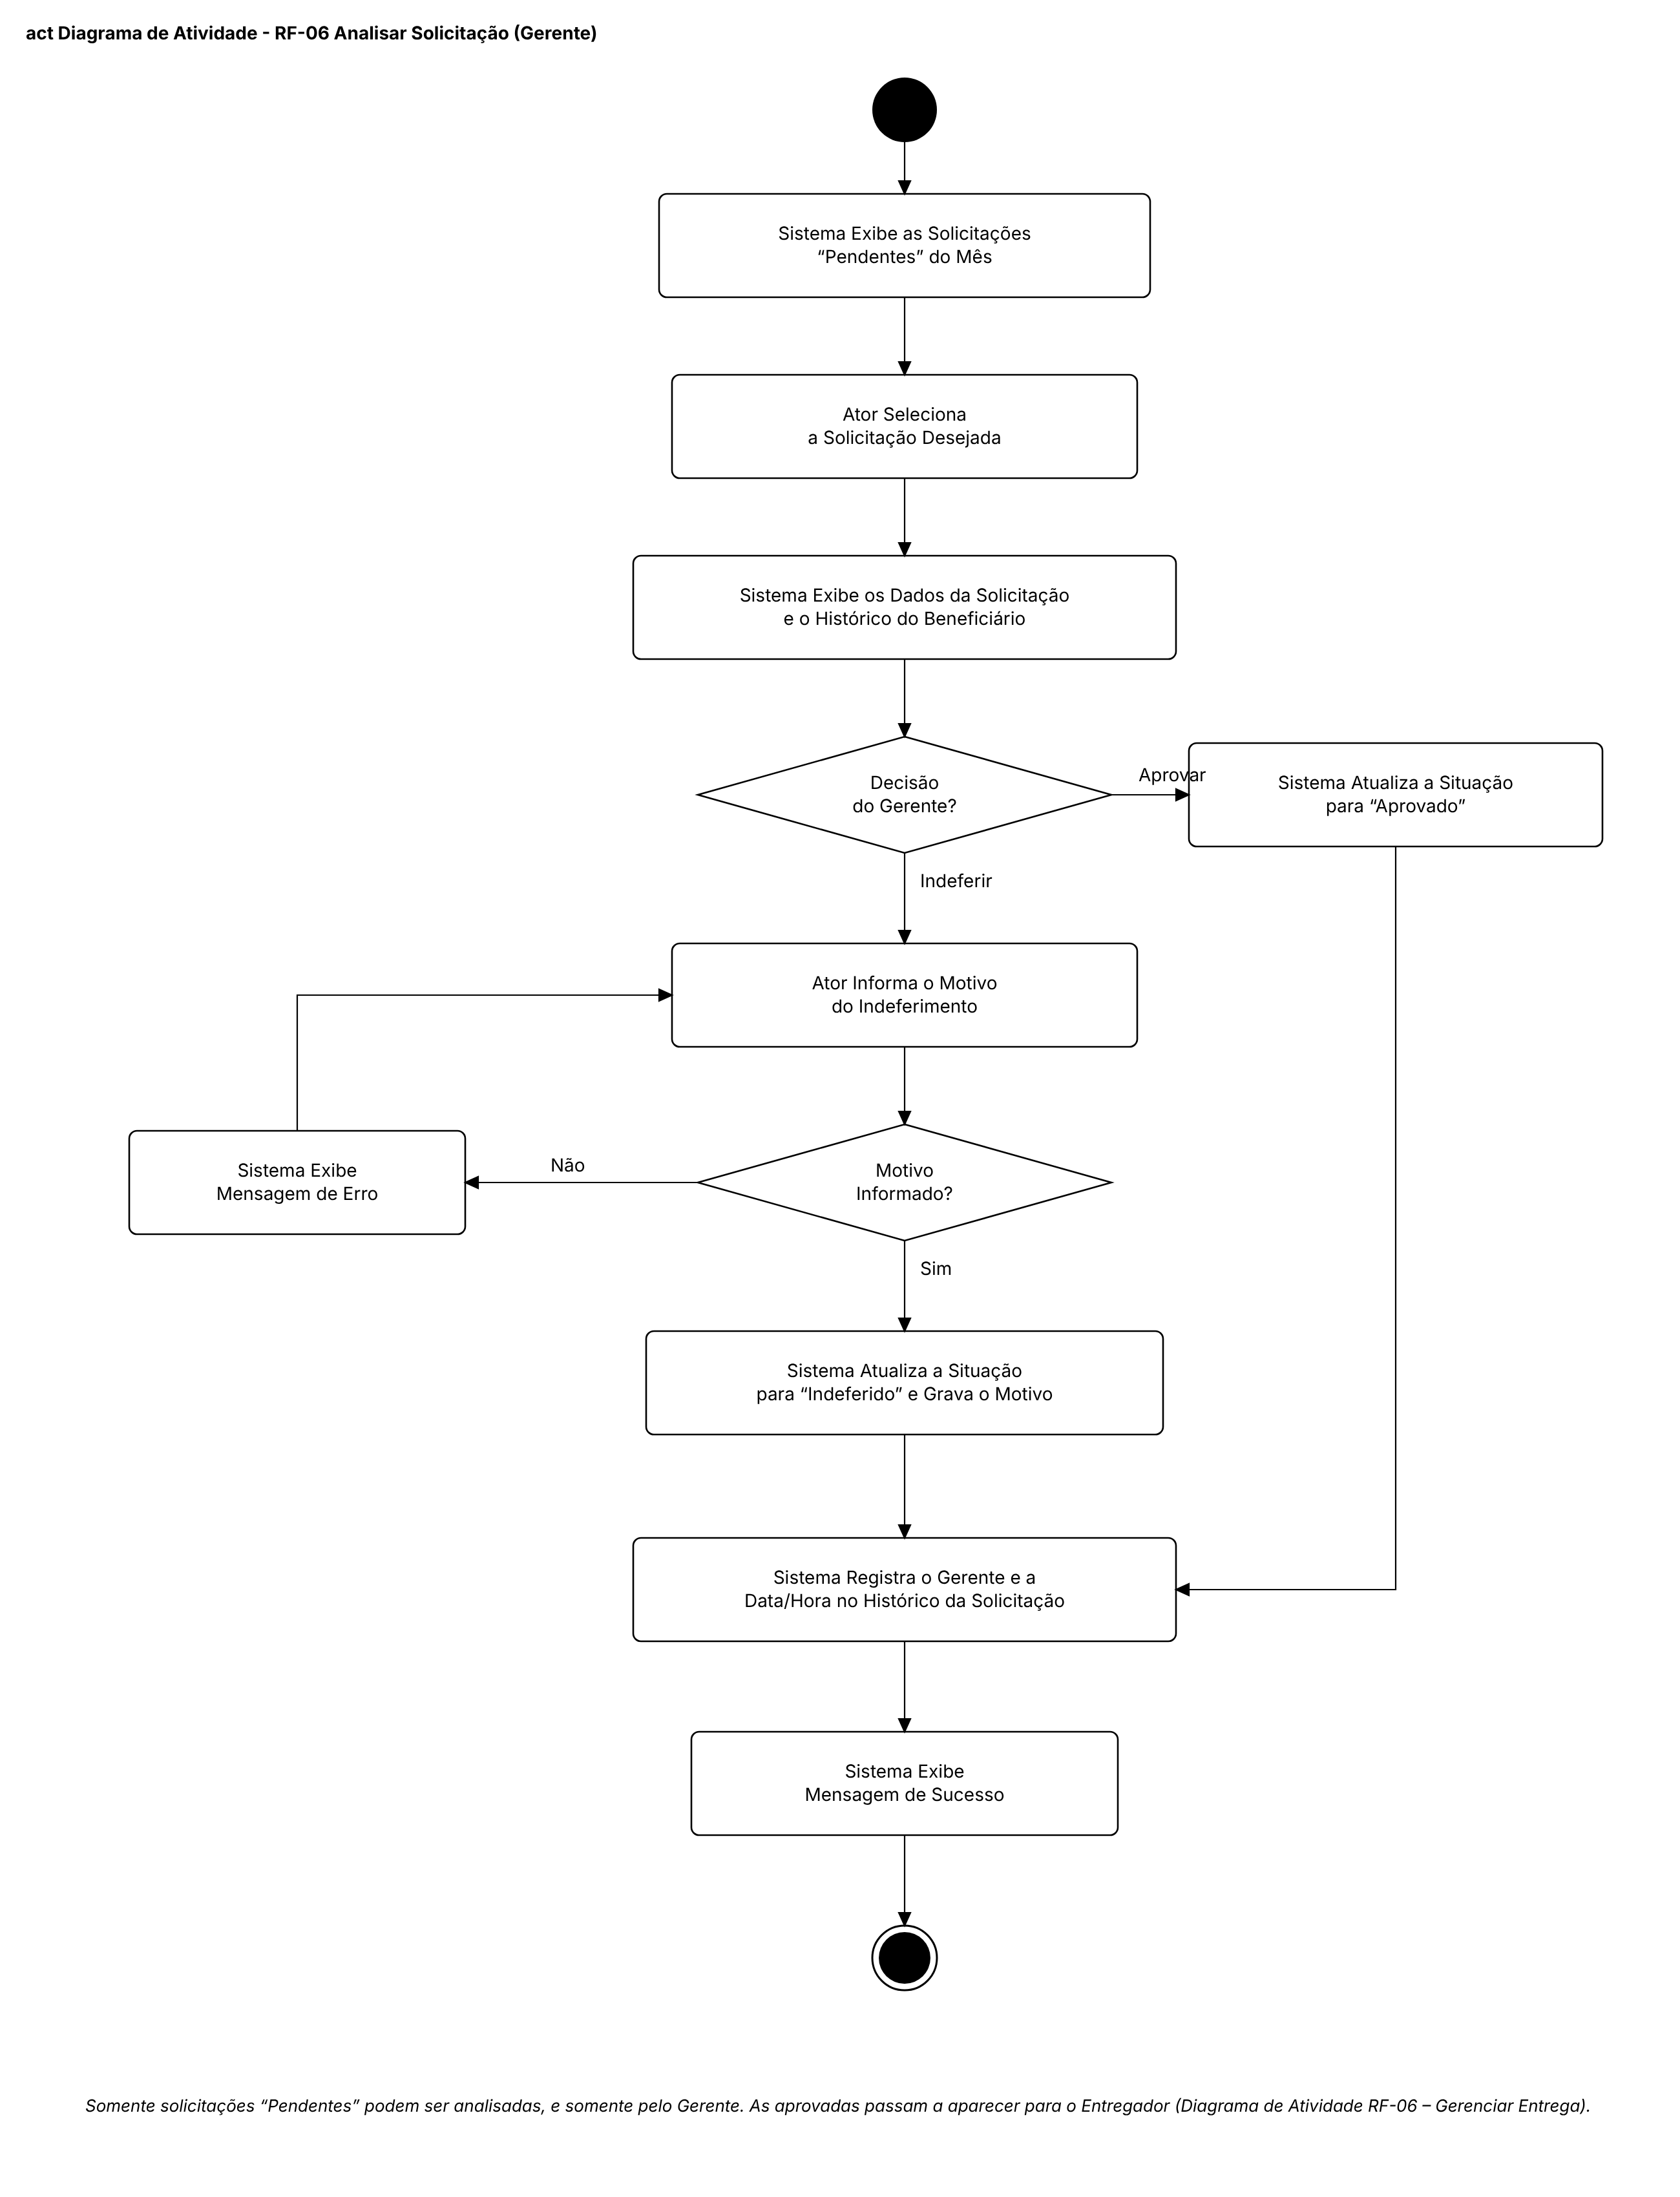 act Diagrama de Atividade - RF-06 Analisar Solicitação (Gerente)
Sistema Exibe as Solicitações
“Pendentes” do Mês
Ator Seleciona
a Solicitação Desejada
Sistema Exibe os Dados da Solicitação
e o Histórico do Beneficiário
Decisão
do Gerente?
Aprovar
Sistema Atualiza a Situação
para “Aprovado”
Indeferir
Ator Informa o Motivo
do Indeferimento
Sistema Exibe
Mensagem de Erro
Não
Motivo
Informado?
Sim
Sistema Atualiza a Situação
para “Indeferido” e Grava o Motivo
Sistema Registra o Gerente e a
Data/Hora no Histórico da Solicitação
Sistema Exibe
Mensagem de Sucesso
Somente solicitações “Pendentes” podem ser analisadas, e somente pelo Gerente. As aprovadas passam a aparecer para o Entregador (Diagrama de Atividade RF-06 – Gerenciar Entrega).